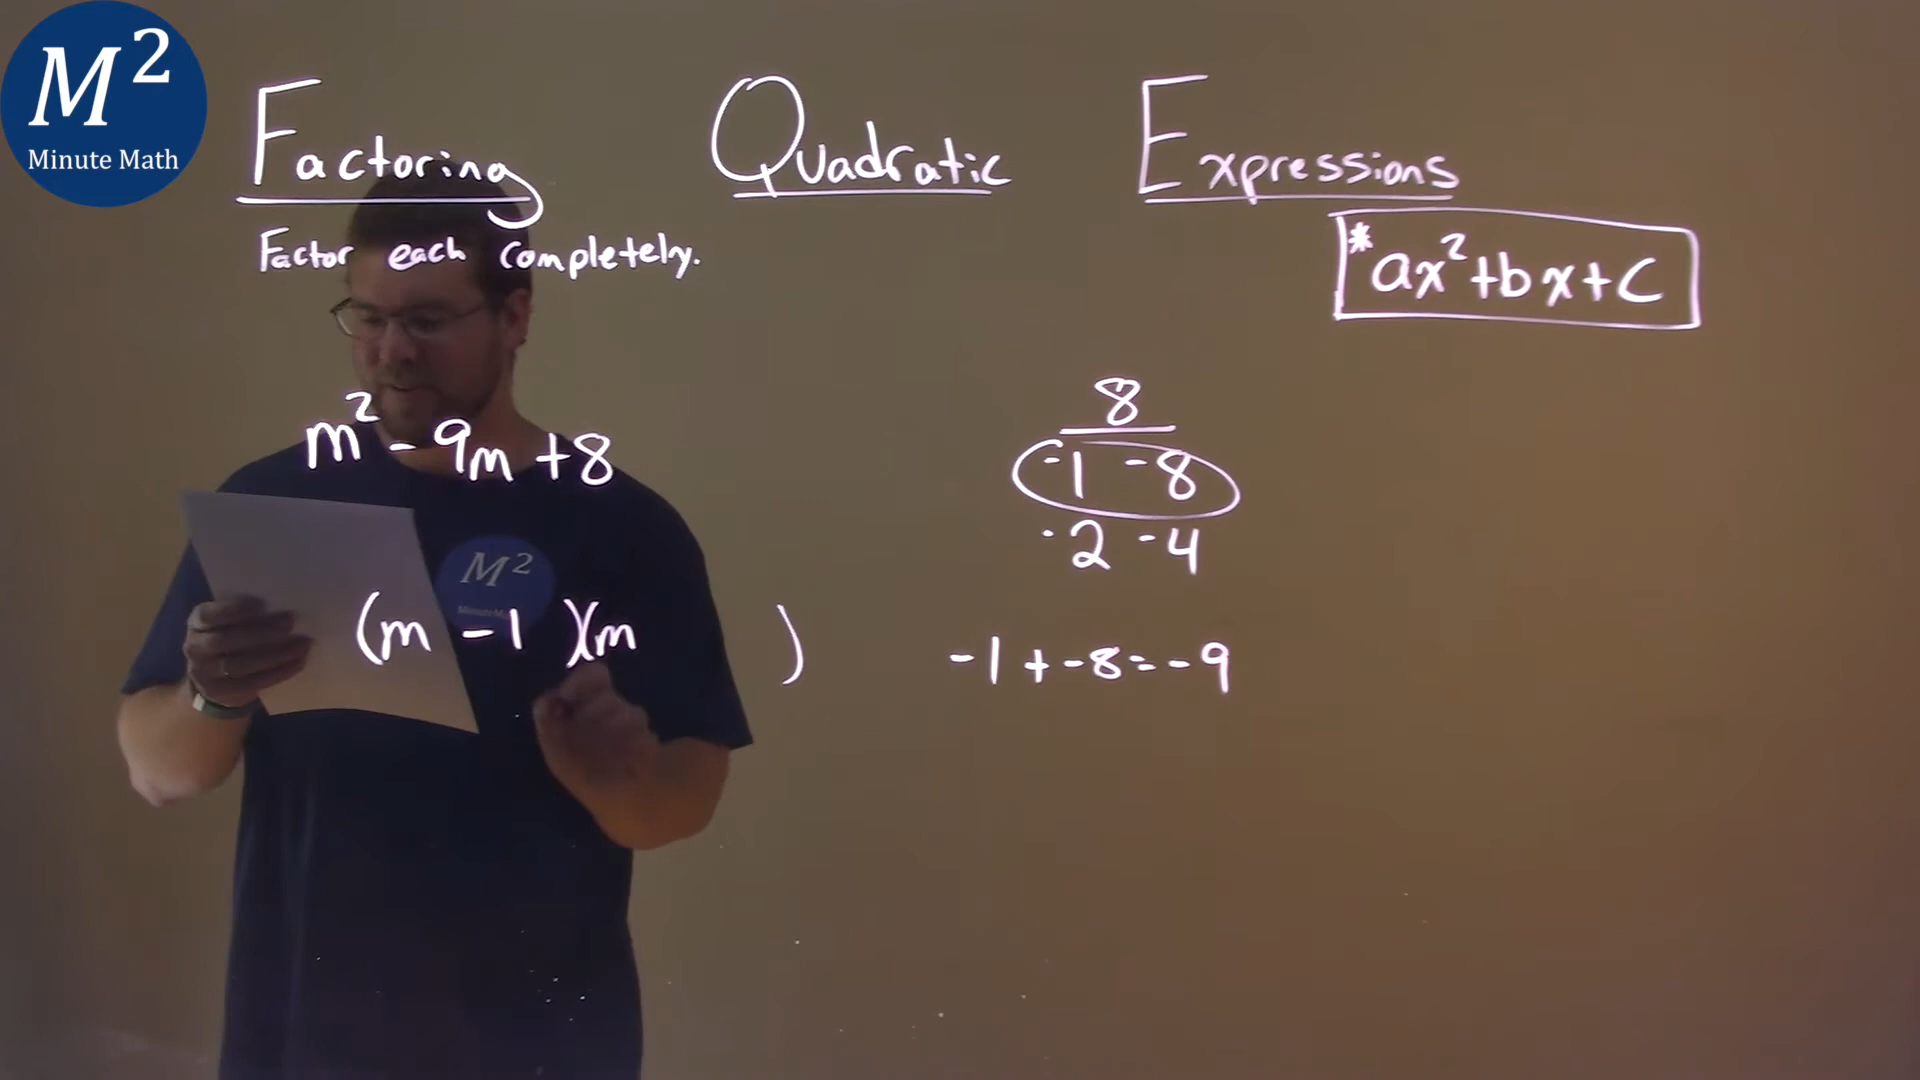 M²
Minute Math
Factoring Quadratic Expressions
Factor each completely.
*ax²+bx+c
m²-9m+8
8
-1 -8
-2 -4
M²
(m -1 )(m )
-1+-8=-9